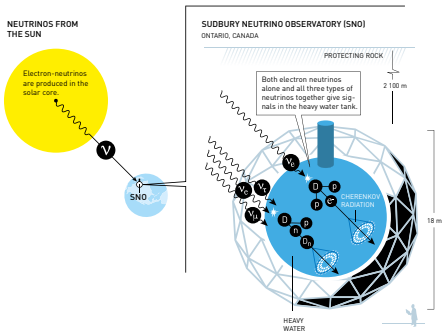 NEUTRINOS FROM
THE SUN
Electron-neutrinos
are produced in the
solar core.
ν
SNO
SUDBURY NEUTRINO OBSERVATORY (SNO)
ONTARIO, CANADA
PROTECTING ROCK
2 100 m
Both electron neutrinos
alone and all three types of
neutrinos together give sig-
nals in the heavy water tank.
νe
D
p
p
e-
CHERENKOV
RADIATION
νe
ντ
νμ
D
p
n
Dn
18 m
HEAVY
WATER